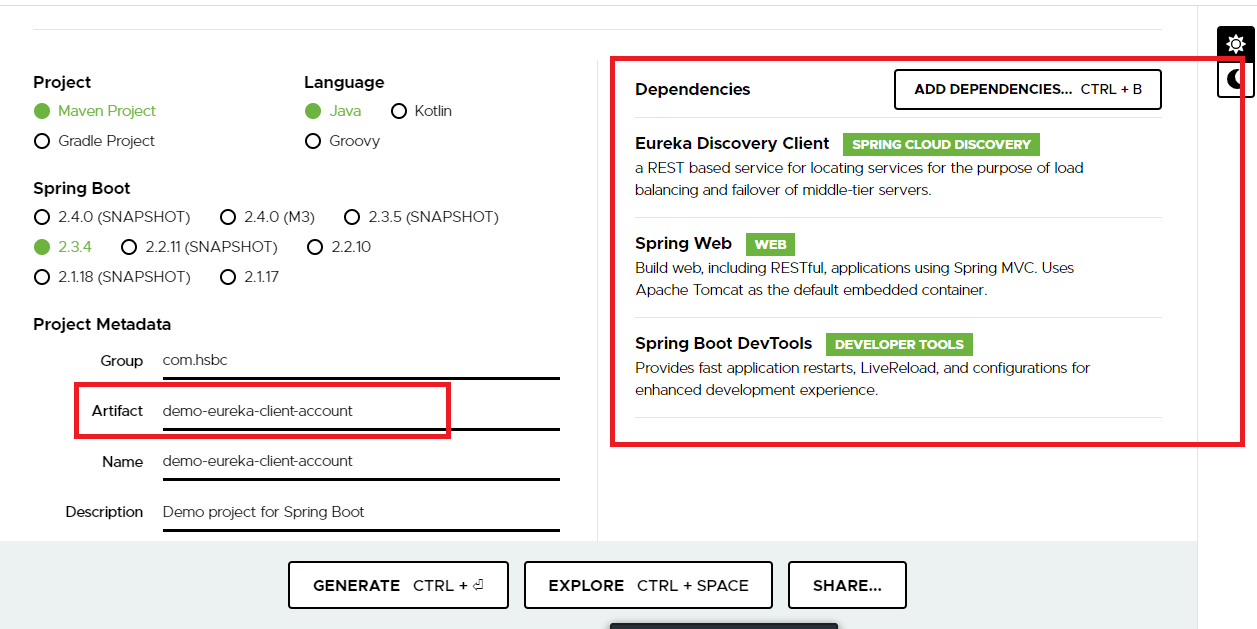 Project
Maven Project
Gradle Project
Language
Java Kotlin
Groovy
Spring Boot
2.4.0 (SNAPSHOT) 2.4.0 (M3) 2.3.5 (SNAPSHOT)
2.3.4 2.2.11 (SNAPSHOT) 2.2.10
2.1.18 (SNAPSHOT) 2.1.17
Project Metadata
Group com.hsbc
Artifact demo-eureka-client-account
Name demo-eureka-client-account
Description Demo project for Spring Boot
Dependencies ADD DEPENDENCIES... CTRL + B
Eureka Discovery Client SPRING CLOUD DISCOVERY
a REST based service for locating services for the purpose of load
balancing and failover of middle-tier servers.
Spring Web WEB
Build web, including RESTful, applications using Spring MVC. Uses
Apache Tomcat as the default embedded container.
Spring Boot DevTools DEVELOPER TOOLS
Provides fast application restarts, LiveReload, and configurations for
enhanced development experience.
GENERATE CTRL + ⏎ EXPLORE CTRL + SPACE SHARE...